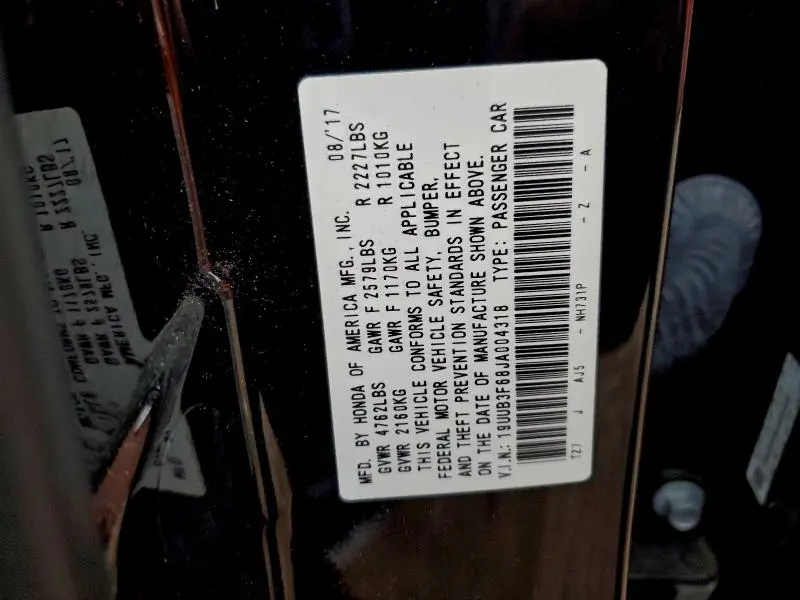 MFD. BY HONDA OF AMERICA MFG., INC. 08/'17
GVWR 4762LBS GAWR F 2579LBS R 2227LBS
GVWR 2160KG GAWR F 1170KG R 1010KG
THIS VEHICLE CONFORMS TO ALL APPLICABLE
FEDERAL MOTOR VEHICLE SAFETY, BUMPER,
AND THEFT PREVENTION STANDARDS IN EFFECT
ON THE DATE OF MANUFACTURE SHOWN ABOVE.
V.I.N.: 19UUB3F68JA004318 TYPE: PASSENGER CAR
TZ7 J AJ5 - NH731P - Z - A